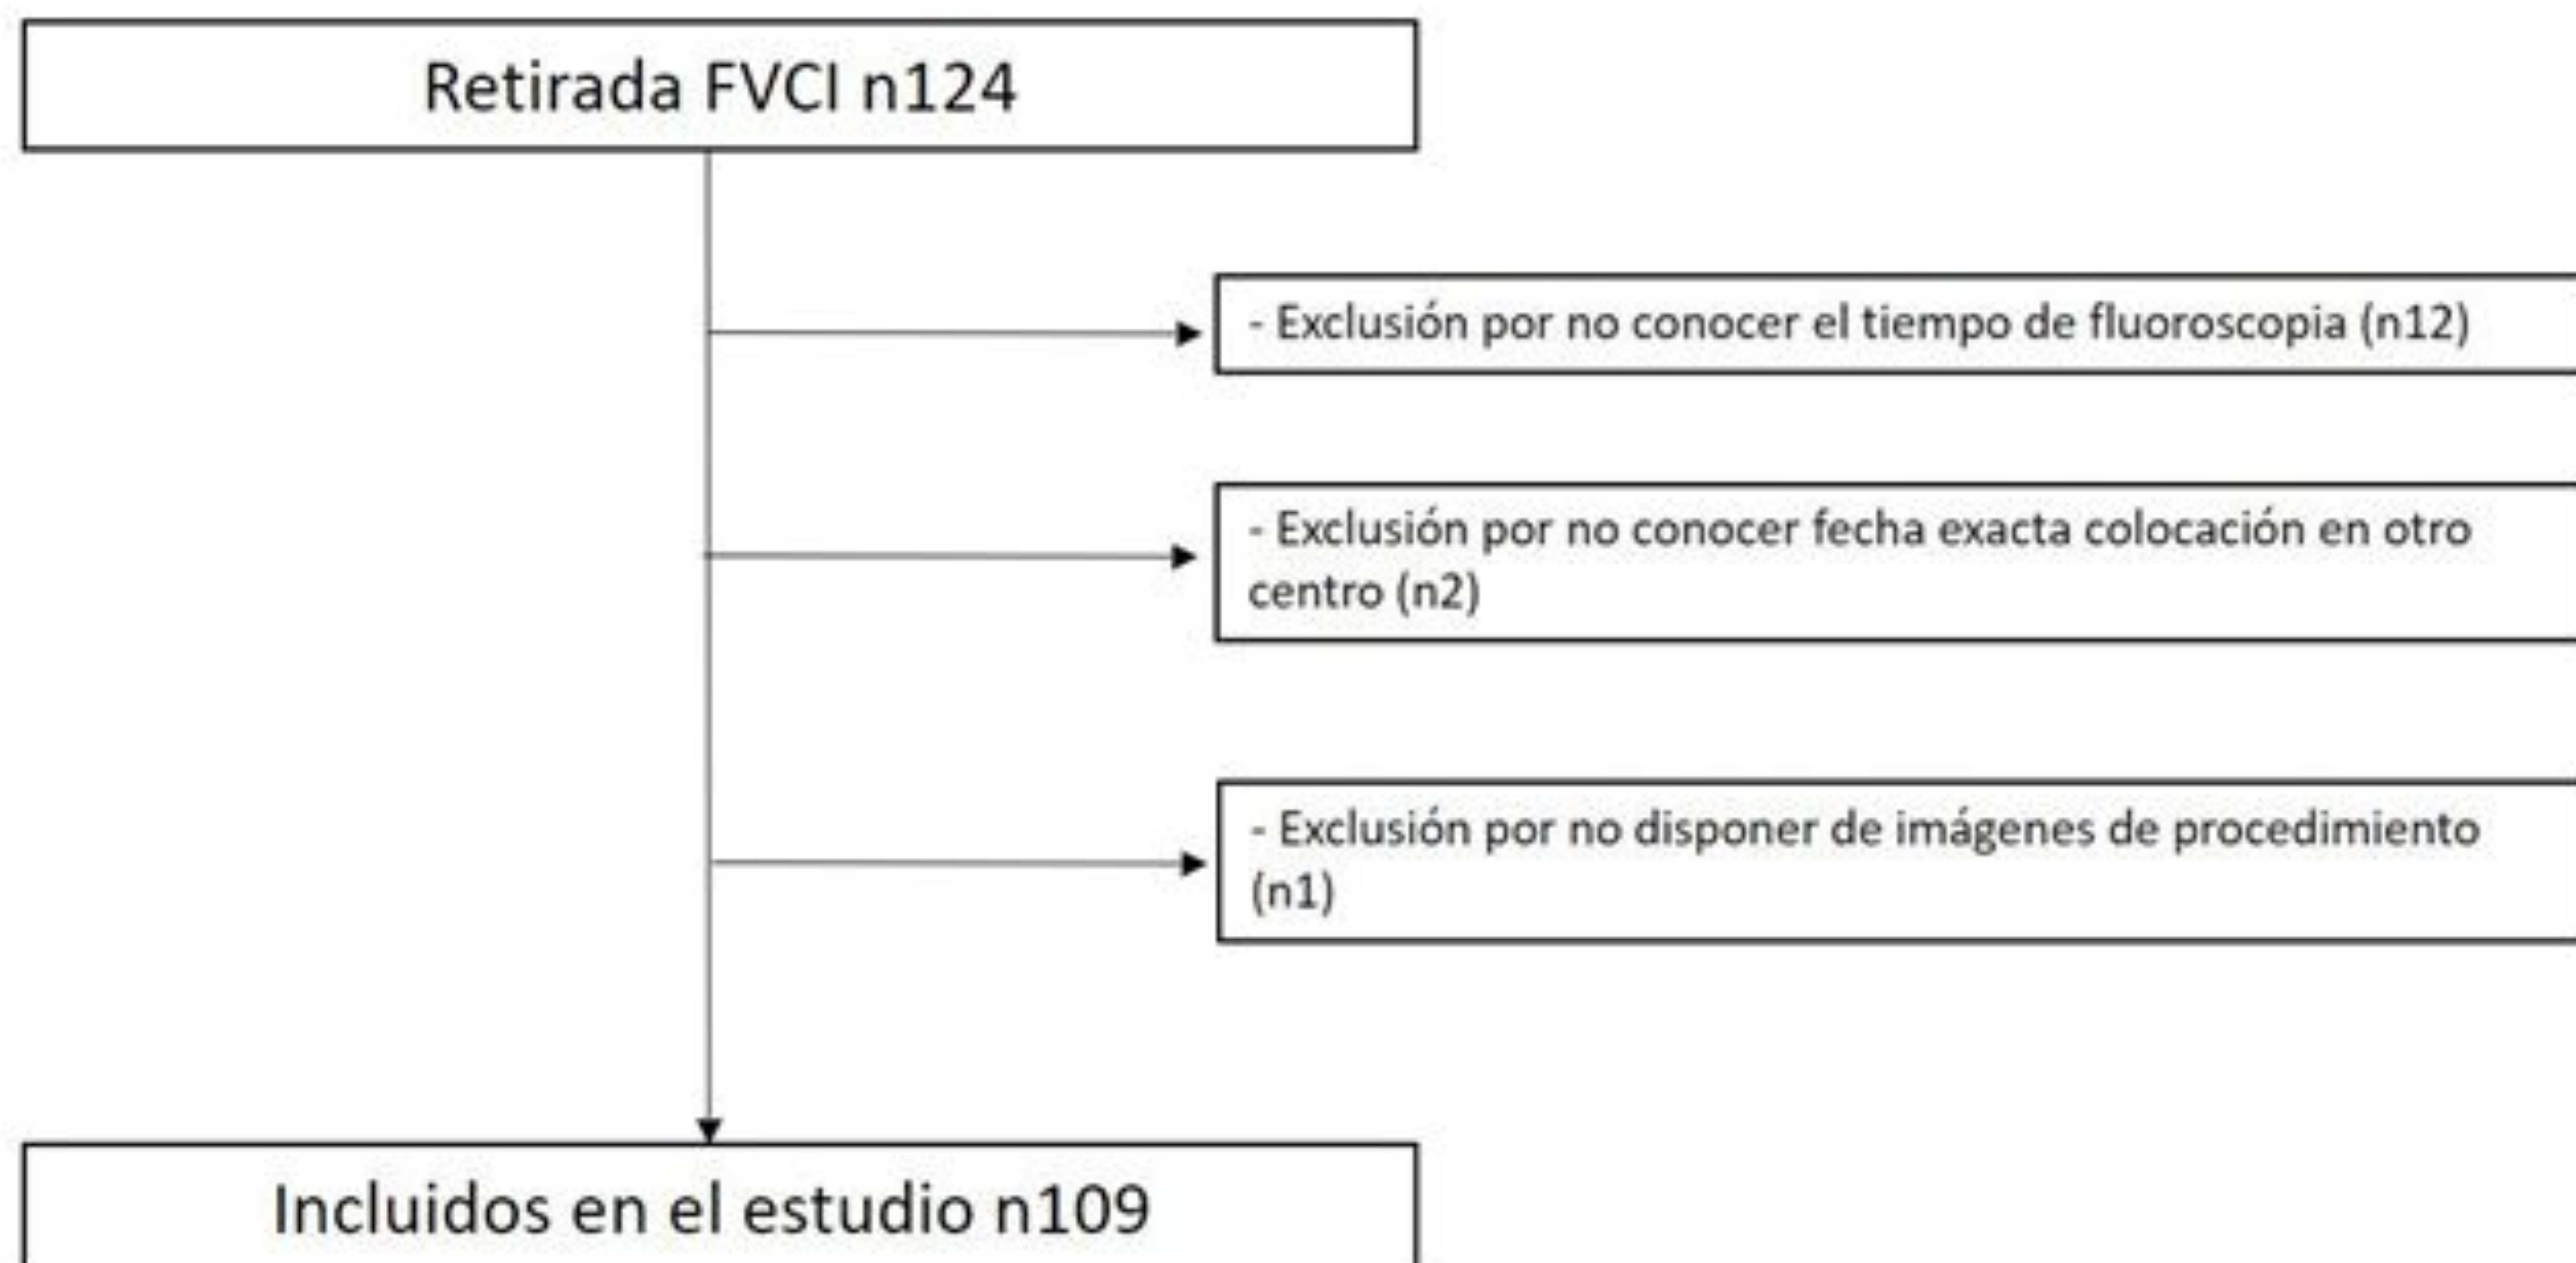 Retirada FVCI n124
- Exclusión por no conocer el tiempo de fluoroscopia (n12)
- Exclusión por no conocer fecha exacta colocación en otro
centro (n2)
- Exclusión por no disponer de imágenes de procedimiento
(n1)
Incluidos en el estudio n109